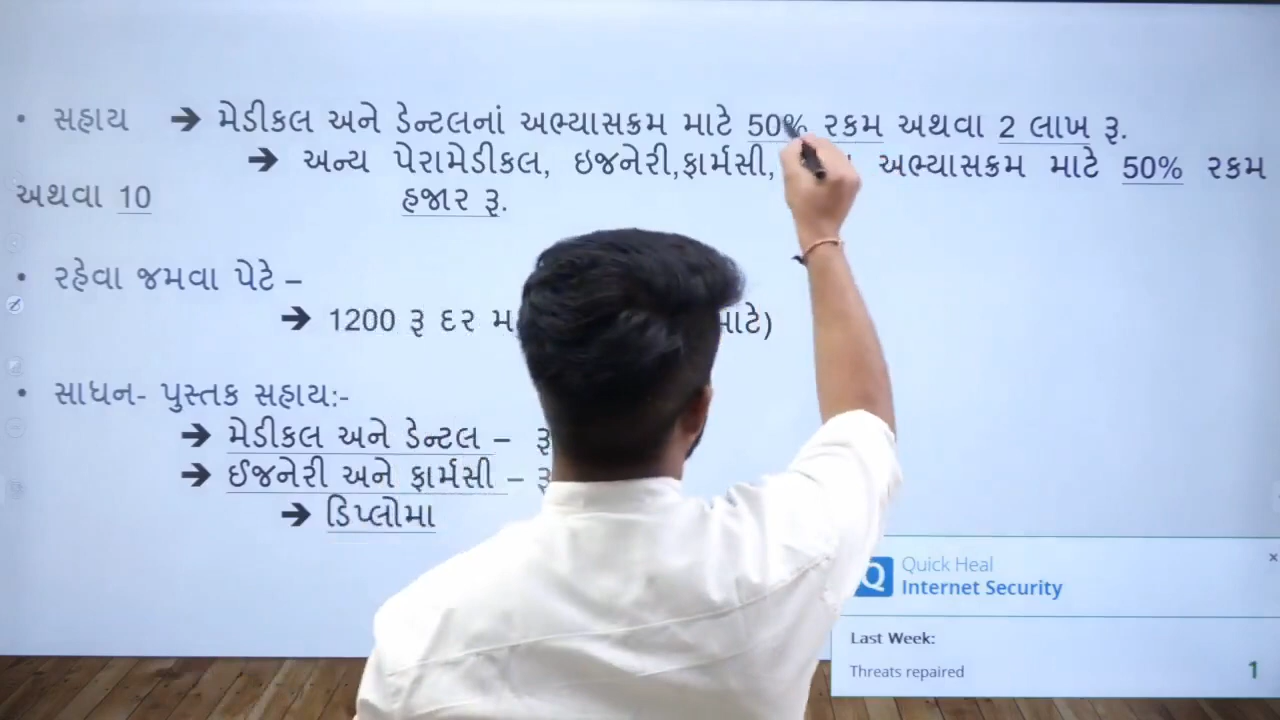 • સહાય ➔ મેડીકલ અને ડેન્ટલનાં અભ્યાસક્રમ માટે 50% રકમ અથવા 2 લાખ રૂ.
➔ અન્ય પેરામેડીકલ, ઇજનેરી,ફાર્મસી, અભ્યાસક્રમ માટે 50% રકમ
અથવા 10 હજાર રૂ.
• રહેવા જમવા પેટે –
➔ 1200 રૂ દર
• સાધન- પુસ્તક સહાય:-
➔ મેડીકલ અને ડેન્ટલ – રૂ
➔ ઈજનેરી અને ફાર્મસી – રૂ
➔ ડિપ્લોમા
Quick Heal
Internet Security
×
Last Week:
Threats repaired 1